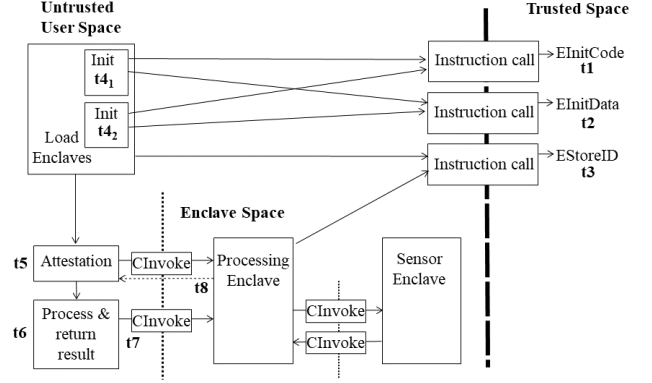 Untrusted
User Space
Trusted Space
Init
t4₁
Init
t4₂
Load
Enclaves
Instruction call
EInitCode
t1
Instruction call
EInitData
t2
Instruction call
EStoreID
t3
Enclave Space
t5
Attestation
CInvoke
Processing
Enclave
Sensor
Enclave
t8
t6
Process &
return
result
CInvoke
t7
CInvoke
CInvoke